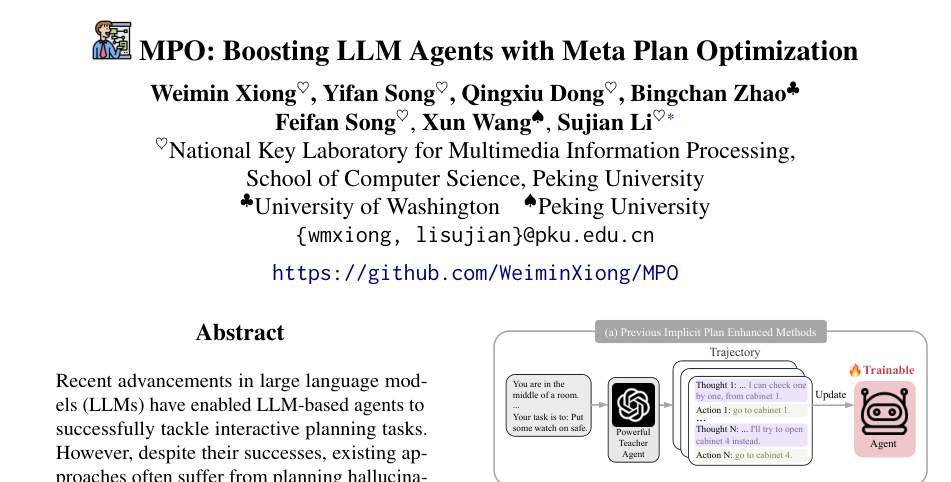 MPO: Boosting LLM Agents with Meta Plan Optimization
Weimin Xiong♡, Yifan Song♡, Qingxiu Dong♡, Bingchan Zhao♣
Feifan Song♡, Xun Wang♠, Sujian Li♡*
♡National Key Laboratory for Multimedia Information Processing,
School of Computer Science, Peking University
♣University of Washington ♠Peking University
{wmxiong, lisujian}@pku.edu.cn
https://github.com/WeiminXiong/MPO
Abstract
Recent advancements in large language mod-
els (LLMs) have enabled LLM-based agents to
successfully tackle interactive planning tasks.
However, despite their successes, existing ap-
proaches often suffer from planning hallucina-
(a) Previous Implicit Plan Enhanced Methods
You are in the
middle of a room.
...
Your task is to: Put
some watch on safe.
Powerful
Teacher
Agent
Trajectory
Thought 1: ... I can check one
by one, from cabinet 1.
Action 1: go to cabinet 1.
...
Thought N: ... I'll try to open
cabinet 4 instead.
Action N: go to cabinet 4.
Update
Trainable
Agent